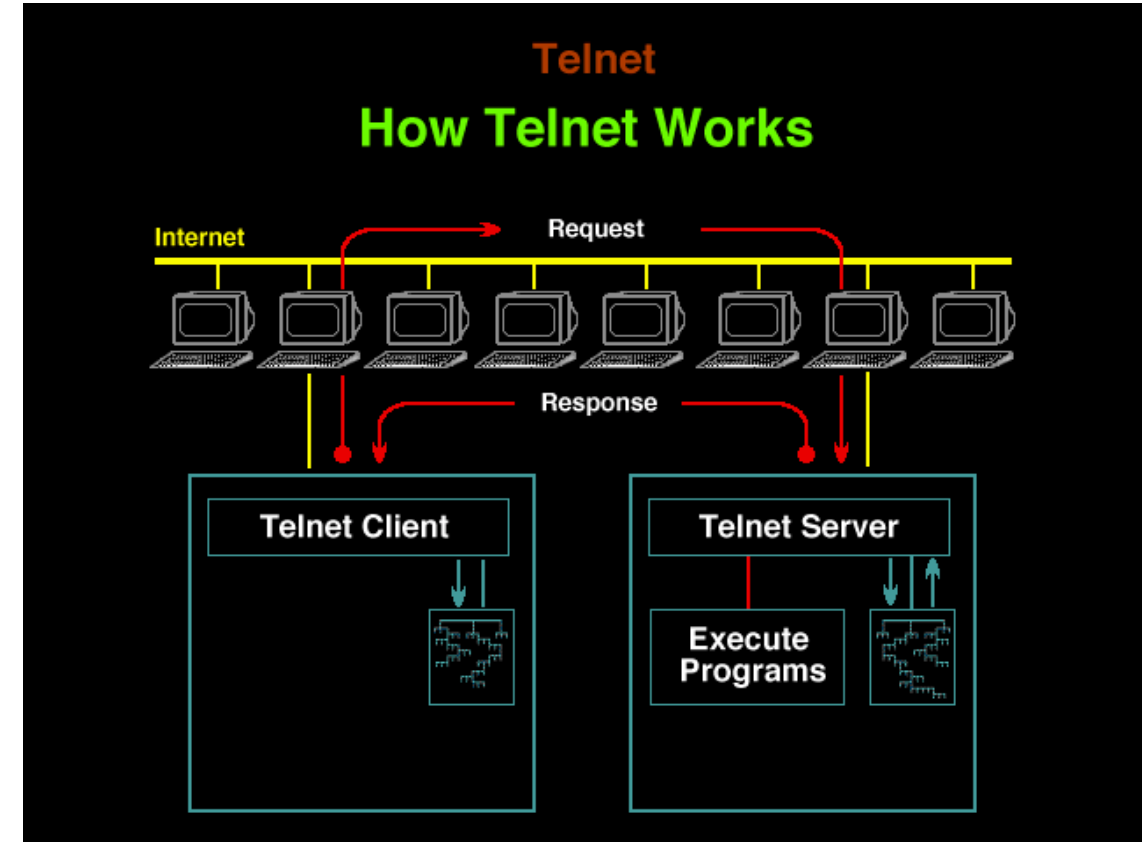 Telnet
How Telnet Works
Internet
Request
Response
Telnet Client
Telnet Server
Execute
Programs